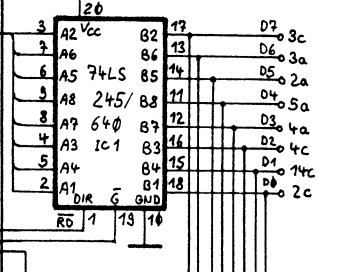 20
3 A2 Vcc B2 17 D7 3c
7 A6 B6 13 D6 3a
6 A5 74LS B5 14 D5 2a
9 A8 245/ B8 11 D4 5a
8 A7 640 B7 12 D3 4a
4 A3 IC1 B3 16 D2 4c
5 A4 B4 15 D1 14c
2 A1 B1 18 D0 2c
DIR G̅ GND
R̅D̅ 1 19 10